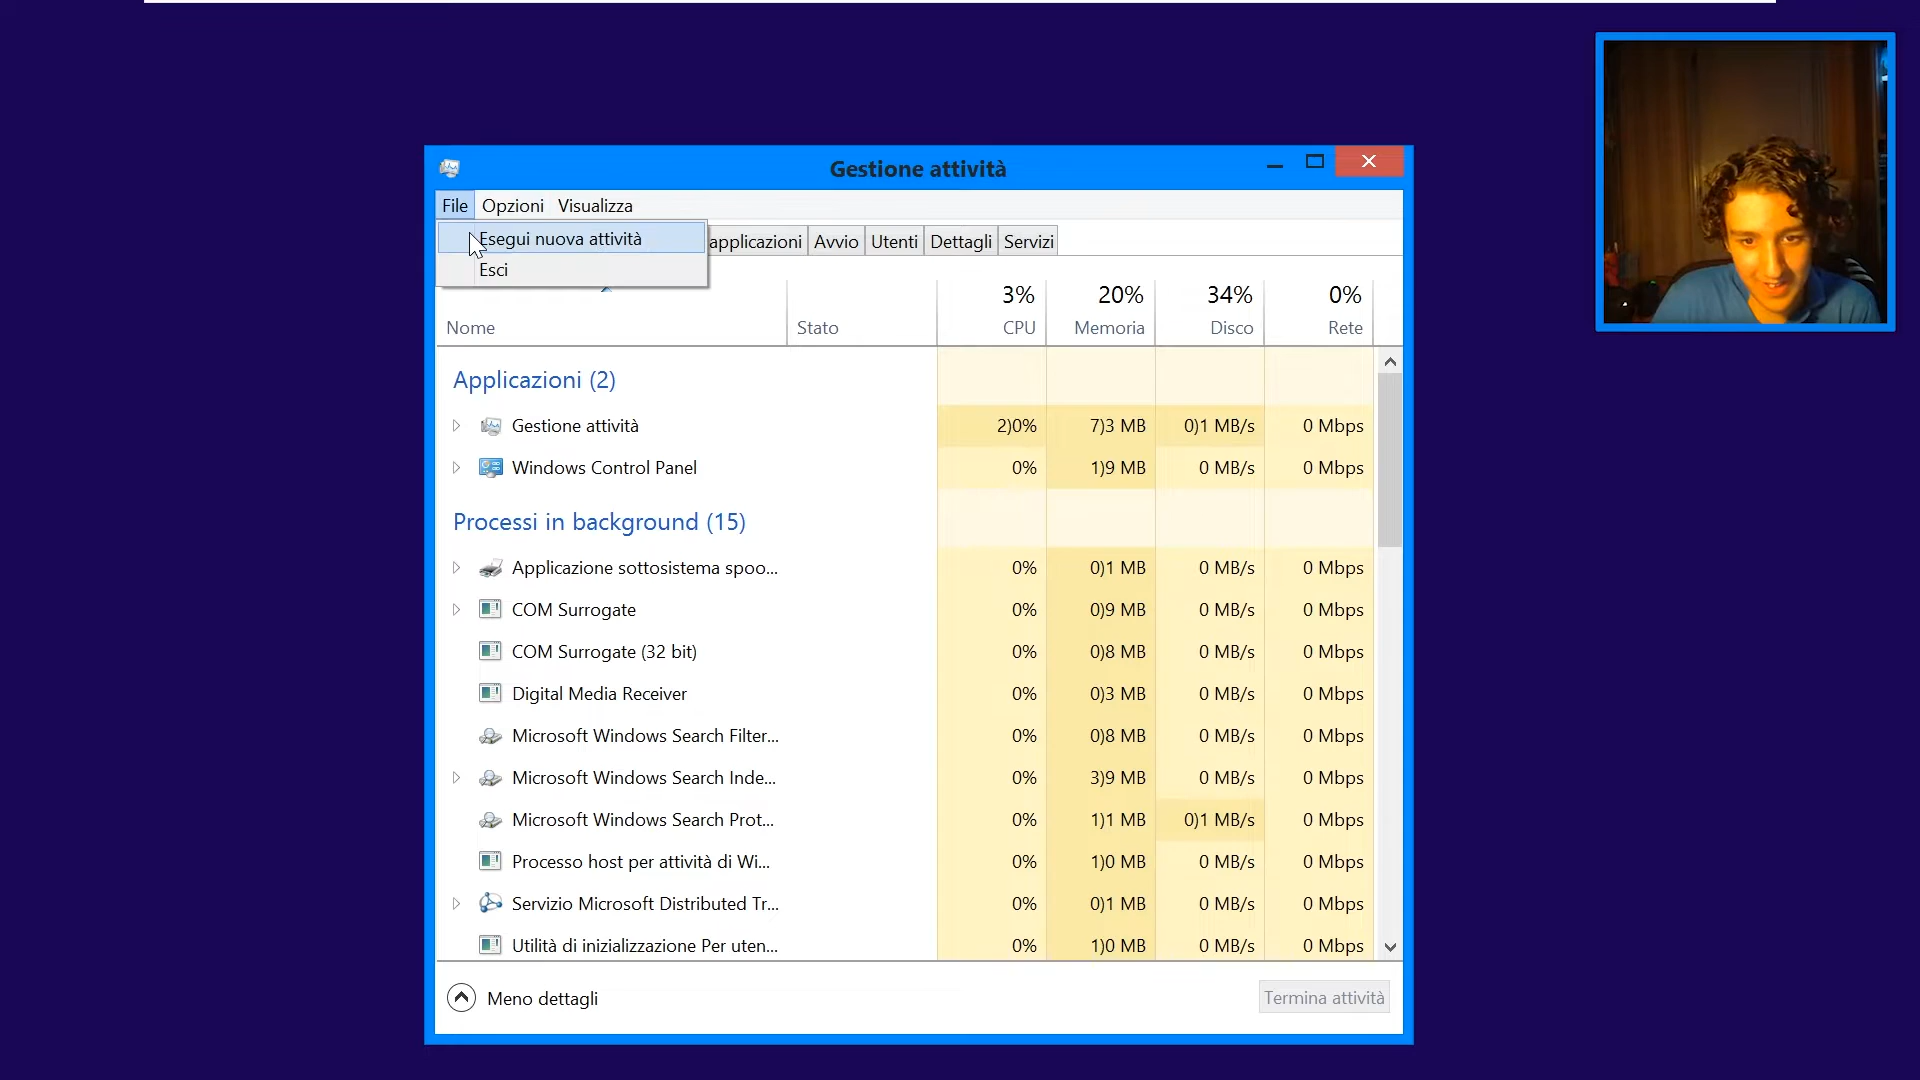 Gestione attività
File Opzioni Visualizza
Esegui nuova attività
Esci
applicazioni Avvio Utenti Dettagli Servizi
3% 20% 34% 0%
Nome Stato CPU Memoria Disco Rete
Applicazioni (2)
Gestione attività 2)0% 7)3 MB 0)1 MB/s 0 Mbps
Windows Control Panel 0% 1)9 MB 0 MB/s 0 Mbps
Processi in background (15)
Applicazione sottosistema spoo... 0% 0)1 MB 0 MB/s 0 Mbps
COM Surrogate 0% 0)9 MB 0 MB/s 0 Mbps
COM Surrogate (32 bit) 0% 0)8 MB 0 MB/s 0 Mbps
Digital Media Receiver 0% 0)3 MB 0 MB/s 0 Mbps
Microsoft Windows Search Filter... 0% 0)8 MB 0 MB/s 0 Mbps
Microsoft Windows Search Inde... 0% 3)9 MB 0 MB/s 0 Mbps
Microsoft Windows Search Prot... 0% 1)1 MB 0)1 MB/s 0 Mbps
Processo host per attività di Wi... 0% 1)0 MB 0 MB/s 0 Mbps
Servizio Microsoft Distributed Tr... 0% 0)1 MB 0 MB/s 0 Mbps
Utilità di inizializzazione Per uten... 0% 1)0 MB 0 MB/s 0 Mbps
Meno dettagli Termina attività